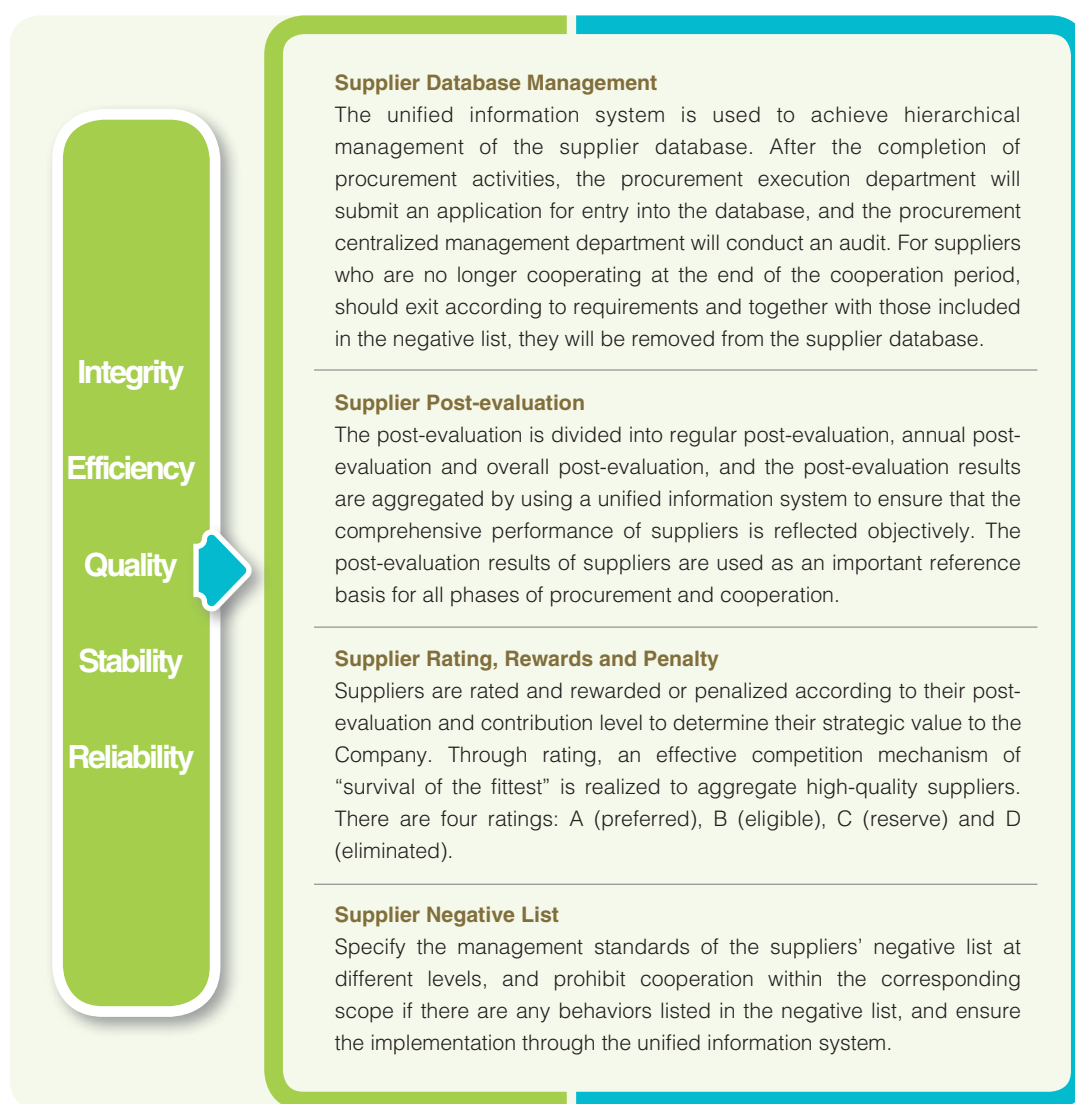 Integrity
Efficiency
Quality
Stability
Reliability
Supplier Database Management
The unified information system is used to achieve hierarchical
management of the supplier database. After the completion of
procurement activities, the procurement execution department will
submit an application for entry into the database, and the procurement
centralized management department will conduct an audit. For suppliers
who are no longer cooperating at the end of the cooperation period,
should exit according to requirements and together with those included
in the negative list, they will be removed from the supplier database.
Supplier Post-evaluation
The post-evaluation is divided into regular post-evaluation, annual post-
evaluation and overall post-evaluation, and the post-evaluation results
are aggregated by using a unified information system to ensure that the
comprehensive performance of suppliers is reflected objectively. The
post-evaluation results of suppliers are used as an important reference
basis for all phases of procurement and cooperation.
Supplier Rating, Rewards and Penalty
Suppliers are rated and rewarded or penalized according to their post-
evaluation and contribution level to determine their strategic value to the
Company. Through rating, an effective competition mechanism of
“survival of the fittest” is realized to aggregate high-quality suppliers.
There are four ratings: A (preferred), B (eligible), C (reserve) and D
(eliminated).
Supplier Negative List
Specify the management standards of the suppliers’ negative list at
different levels, and prohibit cooperation within the corresponding
scope if there are any behaviors listed in the negative list, and ensure
the implementation through the unified information system.